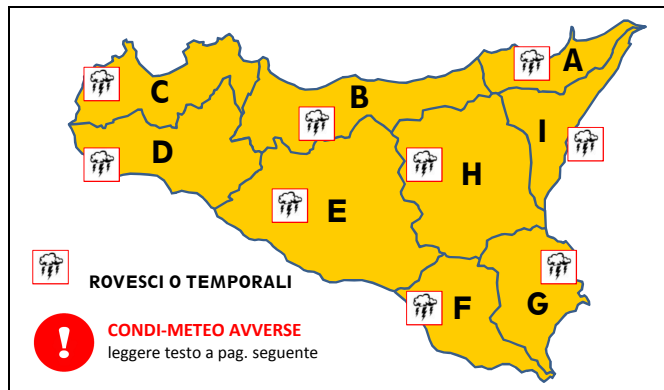 A
B
C
I
D
H
E
F
G
ROVESCI O TEMPORALI
!
CONDI-METEO AVVERSE
leggere testo a pag. seguente